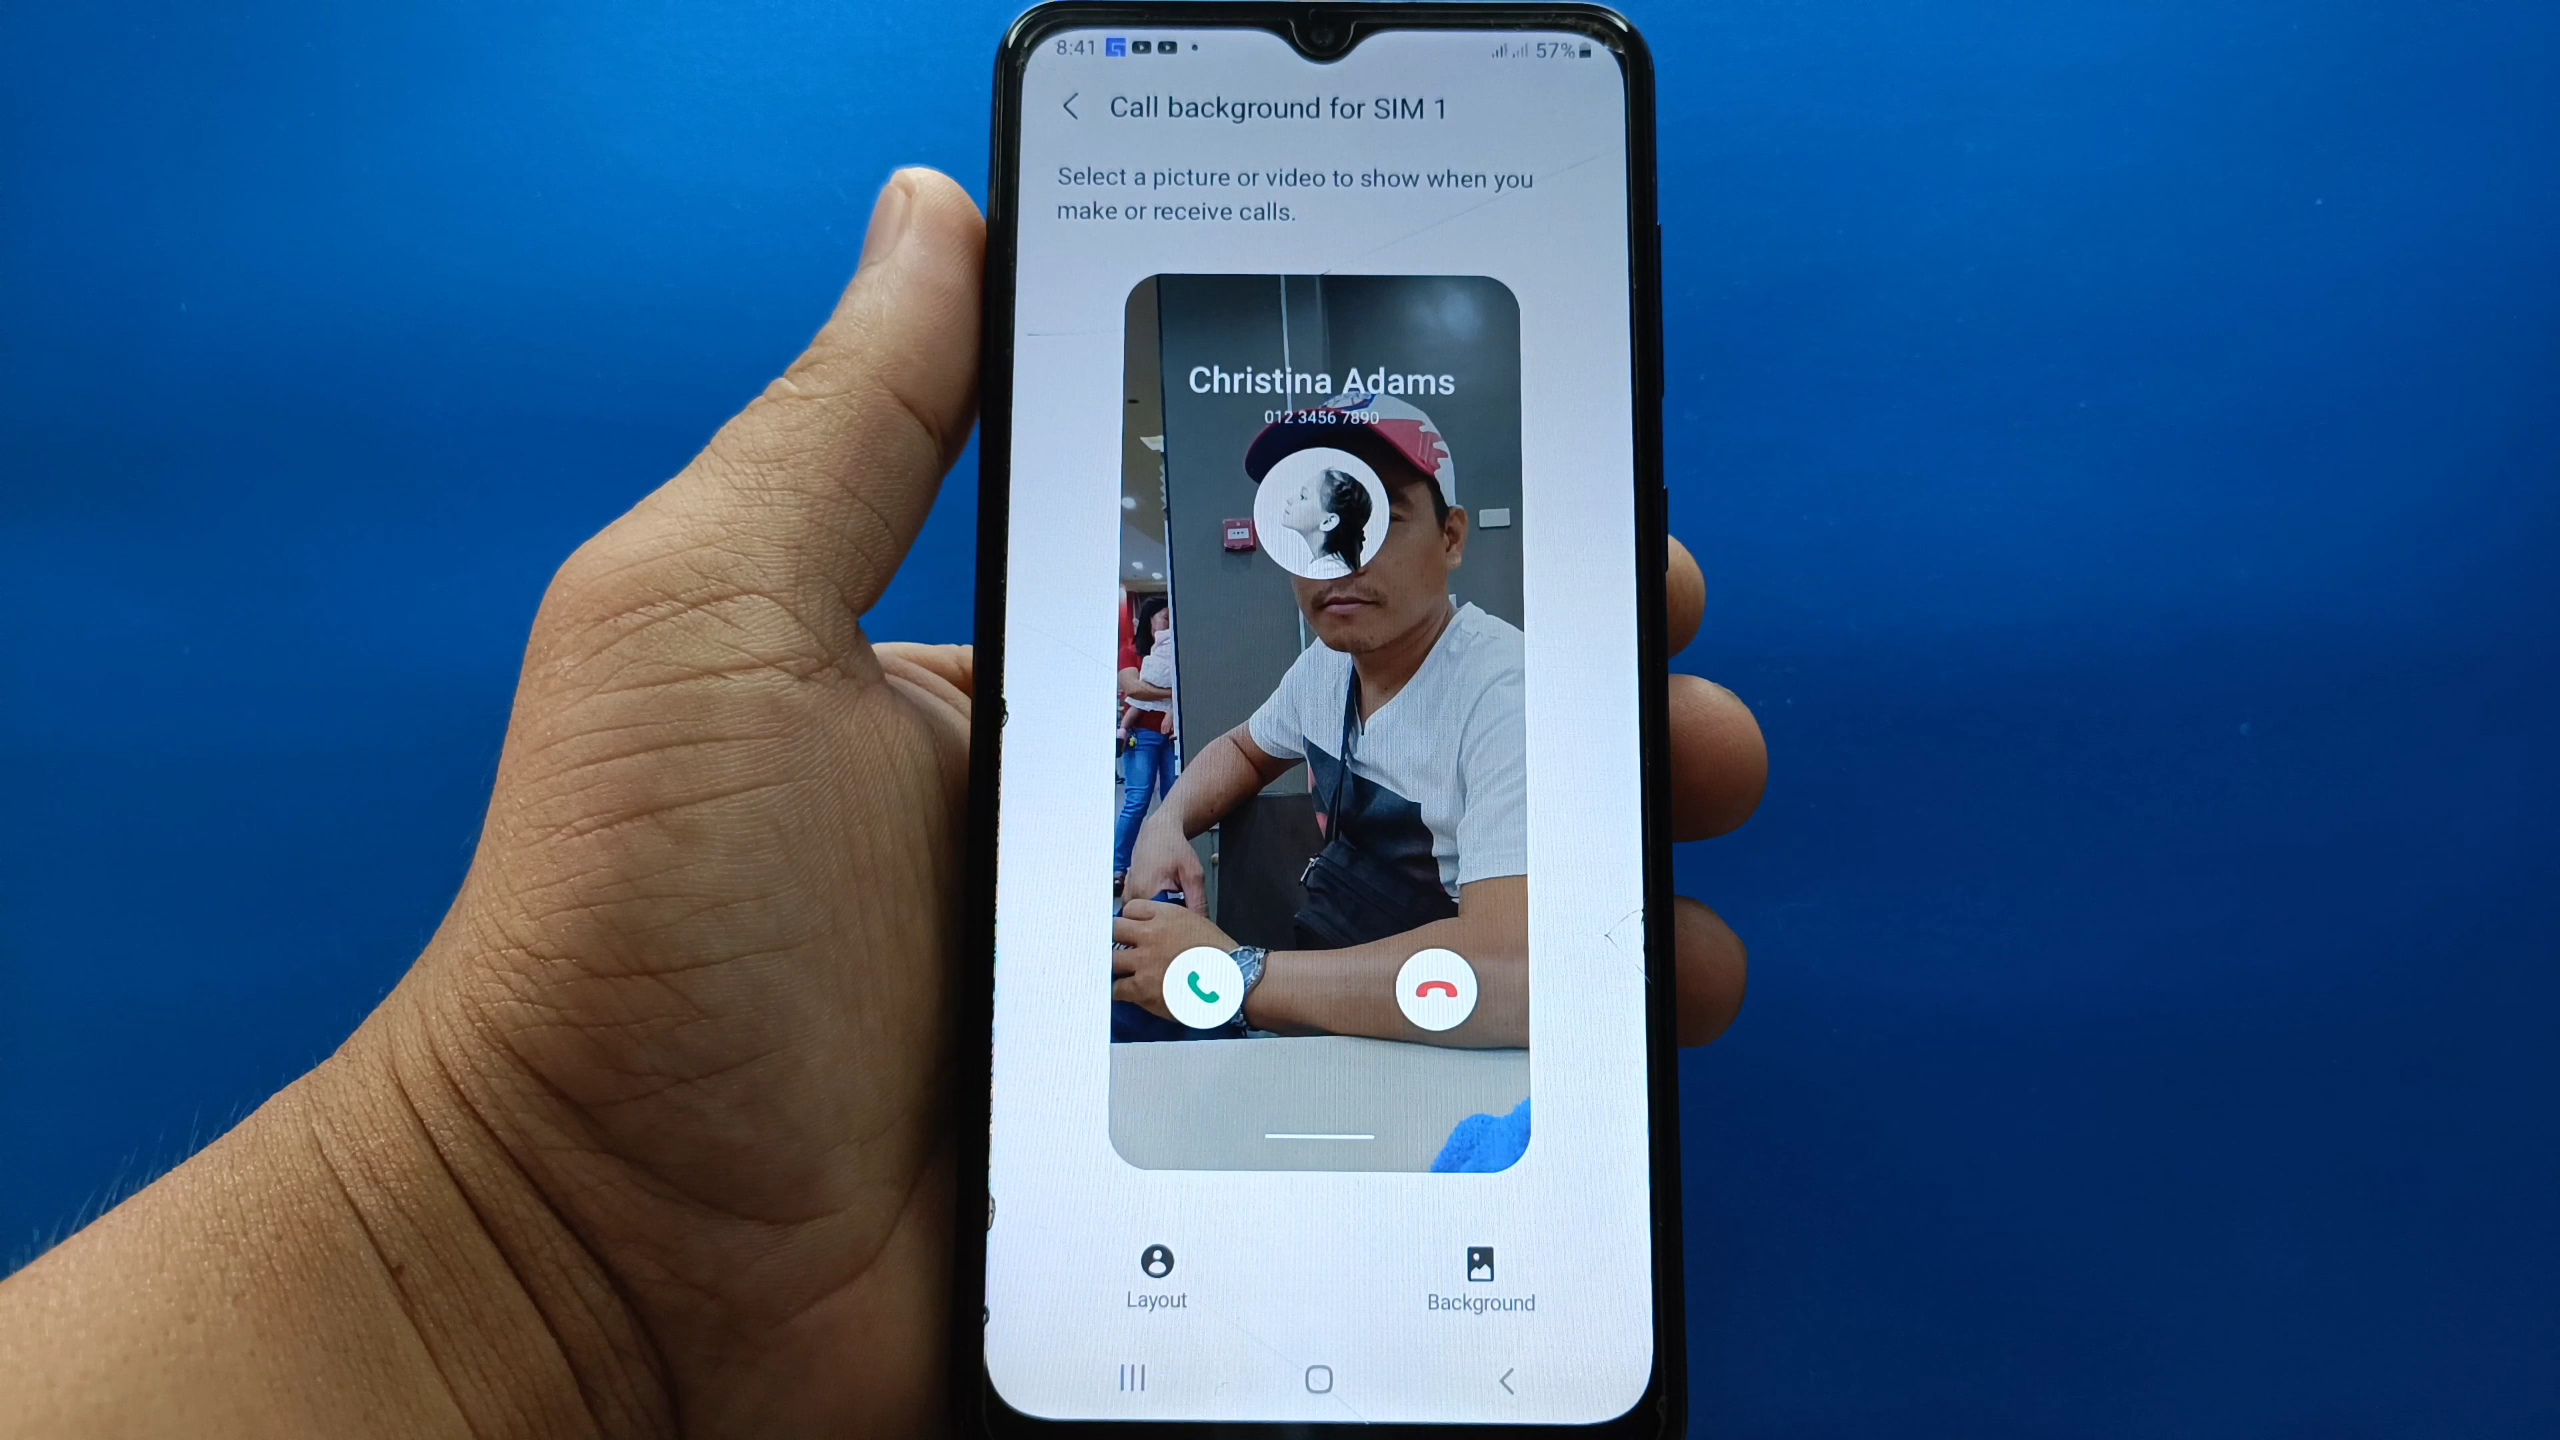 8:41
57%
Call background for SIM 1
Select a picture or video to show when you
make or receive calls.
Christina Adams
012 3456 7890
Layout
Background